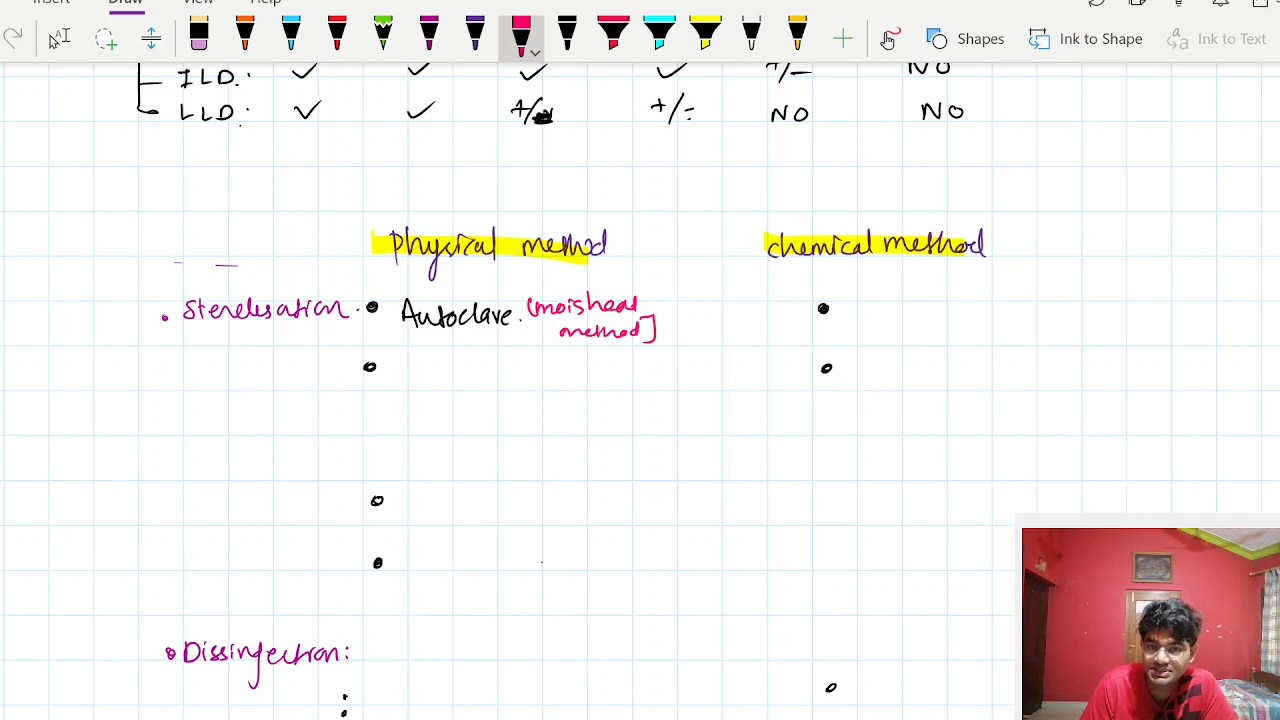 Insert Draw View Help
Shapes Ink to Shape Ink to Text
ILD: ✓ ✓ ✓ ✓ +/- NO
LLD: ✓ ✓ +/ +/- NO NO
physical method chemical method
Sterelisation. Autoclave. (moisheat
method]
Dissinfection: